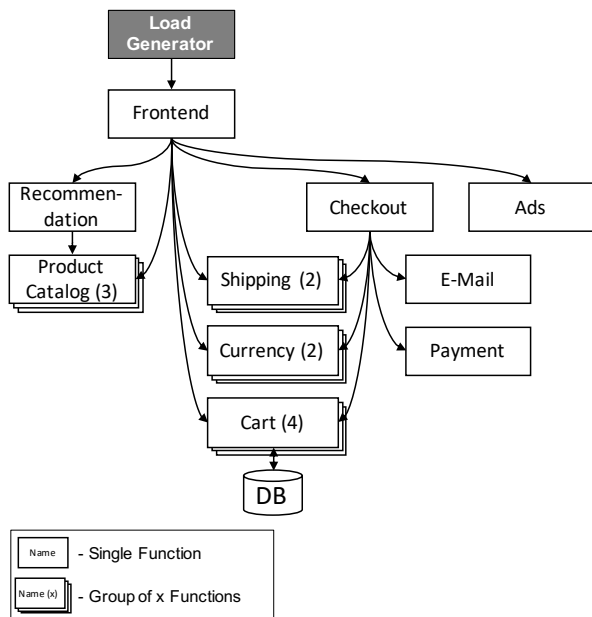 Load
Generator
Frontend
Recommen-
dation
Checkout
Ads
Product
Catalog (3)
Shipping (2)
E-Mail
Currency (2)
Payment
Cart (4)
DB
Name - Single Function
Name (x) - Group of x Functions